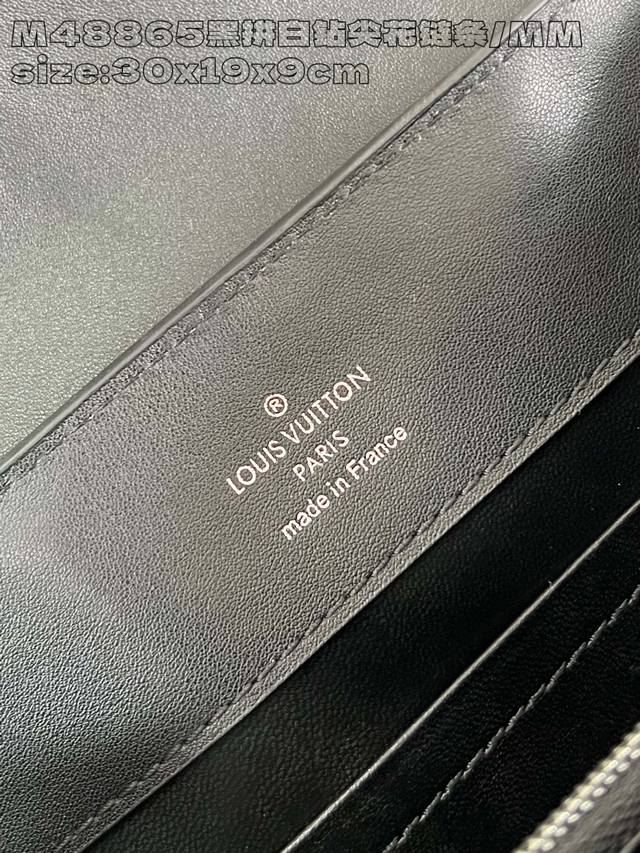 M48865黑拼白钻尖花链条/MM
size:30x19x9cm
®
LOUIS VUITTON
PARIS
made in France